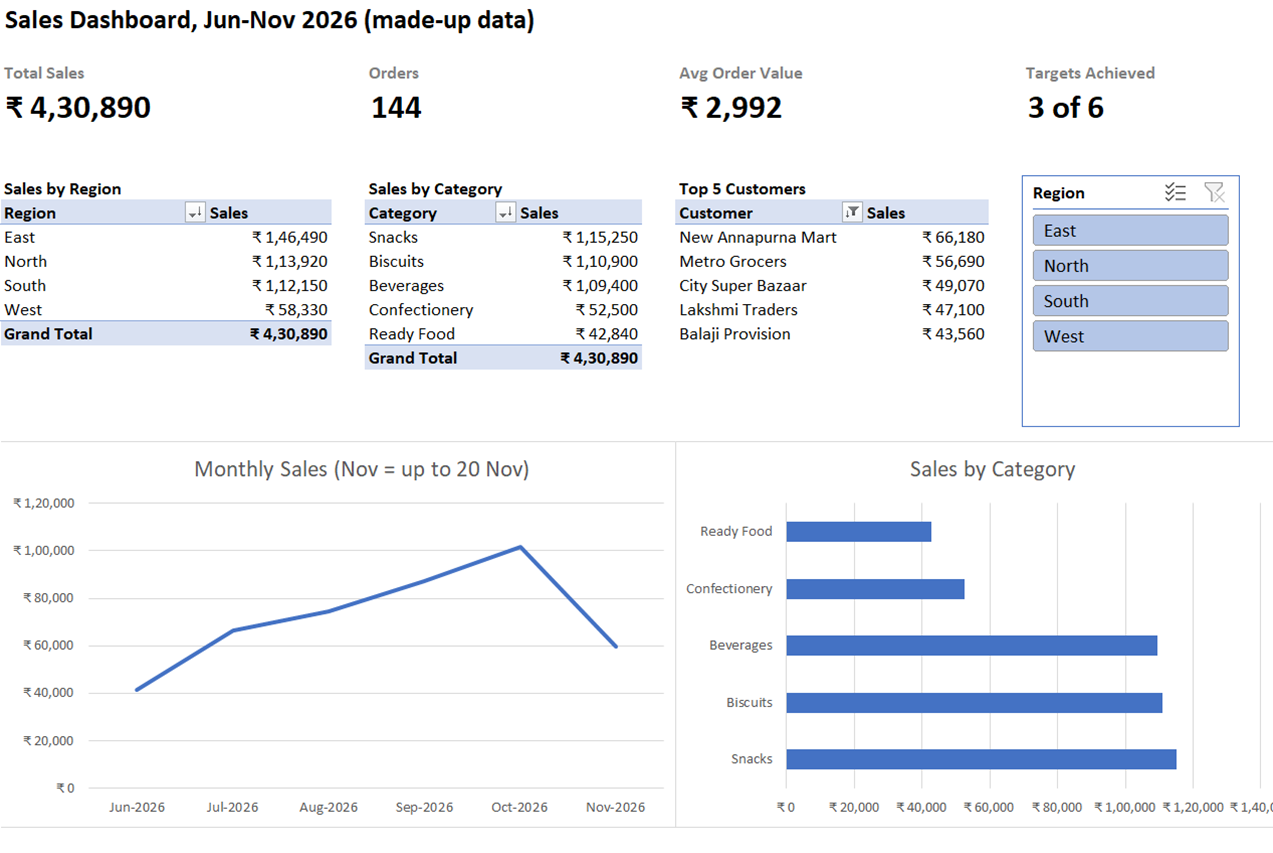 Sales Dashboard, Jun-Nov 2026 (made-up data)
Total Sales Orders Avg Order Value Targets Achieved
₹ 4,30,890 144 ₹ 2,992 3 of 6
Sales by Region
Region Sales
East ₹ 1,46,490
North ₹ 1,13,920
South ₹ 1,12,150
West ₹ 58,330
Grand Total ₹ 4,30,890
Sales by Category
Category Sales
Snacks ₹ 1,15,250
Biscuits ₹ 1,10,900
Beverages ₹ 1,09,400
Confectionery ₹ 52,500
Ready Food ₹ 42,840
Grand Total ₹ 4,30,890
Top 5 Customers
Customer Sales
New Annapurna Mart ₹ 66,180
Metro Grocers ₹ 56,690
City Super Bazaar ₹ 49,070
Lakshmi Traders ₹ 47,100
Balaji Provision ₹ 43,560
Region
East
North
South
West
Monthly Sales (Nov = up to 20 Nov)
₹ 1,20,000
₹ 1,00,000
₹ 80,000
₹ 60,000
₹ 40,000
₹ 20,000
₹ 0
Jun-2026 Jul-2026 Aug-2026 Sep-2026 Oct-2026 Nov-2026
Sales by Category
Ready Food
Confectionery
Beverages
Biscuits
Snacks
₹ 0 ₹ 20,000 ₹ 40,000 ₹ 60,000 ₹ 80,000 ₹ 1,00,000 ₹ 1,20,000